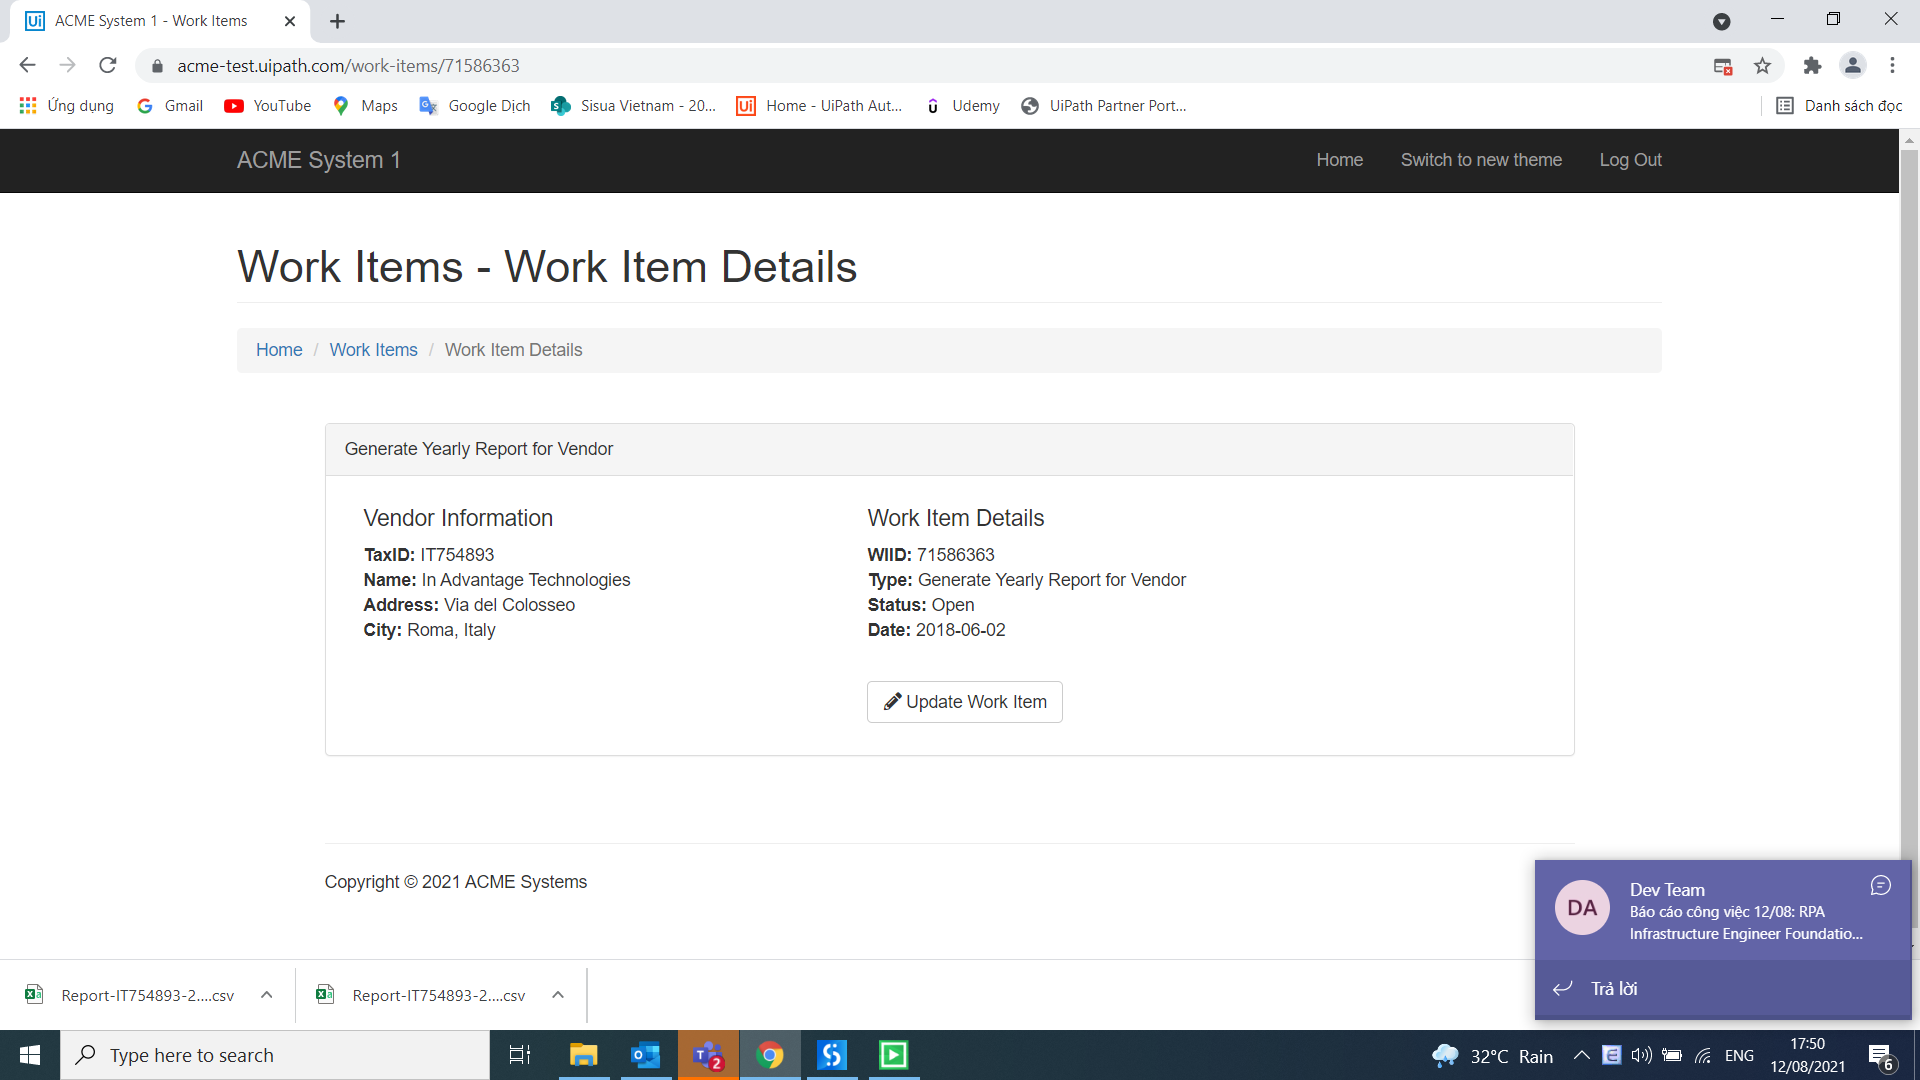 ACME System 1 - Work Items
acme-test.uipath.com/work-items/71586363
Ứng dụng Gmail YouTube Maps Google Dịch Sisua Vietnam - 20... Home - UiPath Aut... Udemy UiPath Partner Port... Danh sách đọc
ACME System 1 Home Switch to new theme Log Out
Work Items - Work Item Details
Home / Work Items / Work Item Details
Generate Yearly Report for Vendor
Vendor Information
TaxID: IT754893
Name: In Advantage Technologies
Address: Via del Colosseo
City: Roma, Italy
Work Item Details
WIID: 71586363
Type: Generate Yearly Report for Vendor
Status: Open
Date: 2018-06-02
Update Work Item
Copyright © 2021 ACME Systems
DA
Dev Team
Báo cáo công việc 12/08: RPA
Infrastructure Engineer Foundatio...
Trả lời
Report-IT754893-2....csv Report-IT754893-2....csv
Type here to search
2
32°C Rain
ENG
17:50
12/08/2021
6